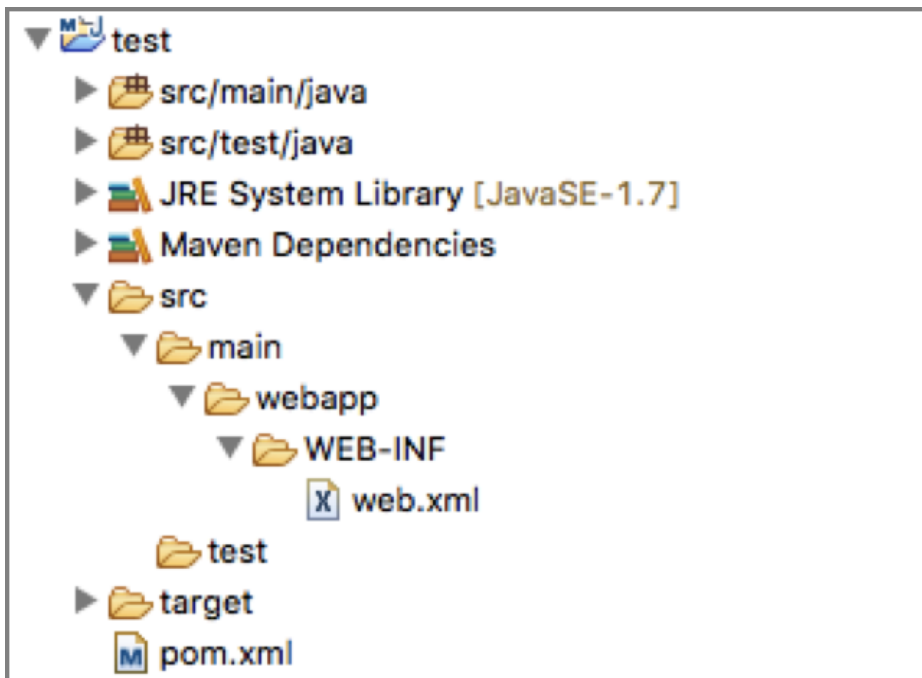 test
src/main/java
src/test/java
JRE System Library [JavaSE-1.7]
Maven Dependencies
src
main
webapp
WEB-INF
web.xml
test
target
pom.xml